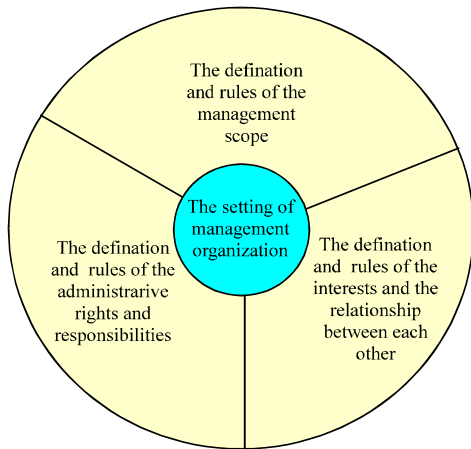 The defination
and rules of the
management
scope
The setting of
management
organization
The defination
and rules of the
administrarive
rights and
responsibilities
The defination
and rules of the
interests and the
relationship
between each
other